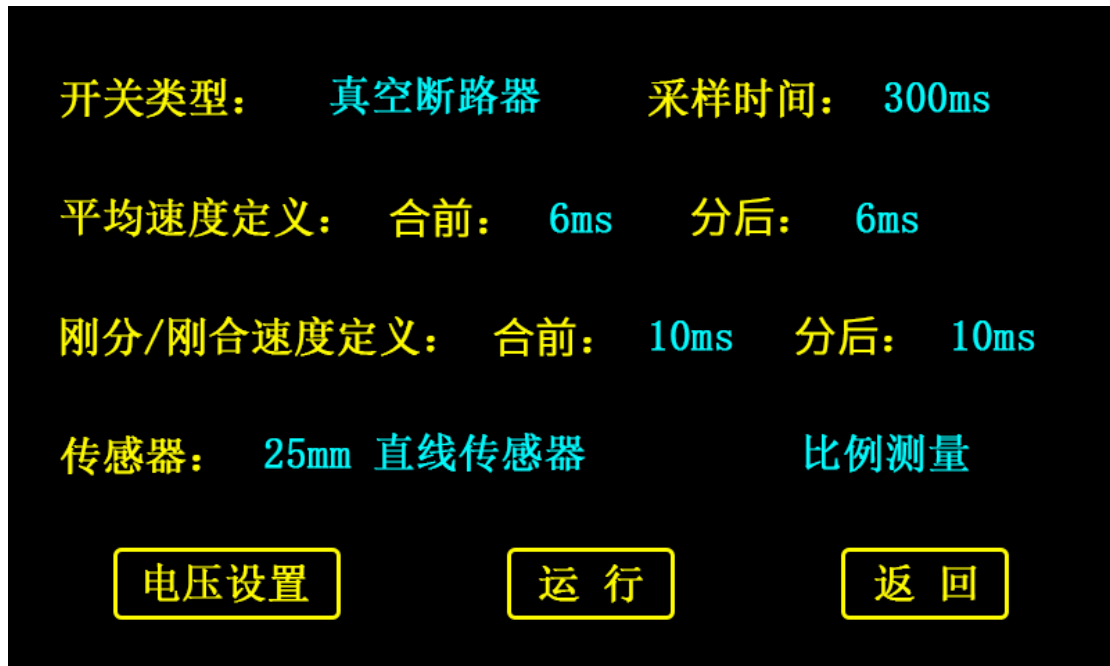 开关类型： 真空断路器 采样时间： 300ms
平均速度定义： 合前： 6ms 分后： 6ms
刚分/刚合速度定义： 合前： 10ms 分后： 10ms
传感器： 25mm 直线传感器 比例测量
电压设置 运 行 返 回